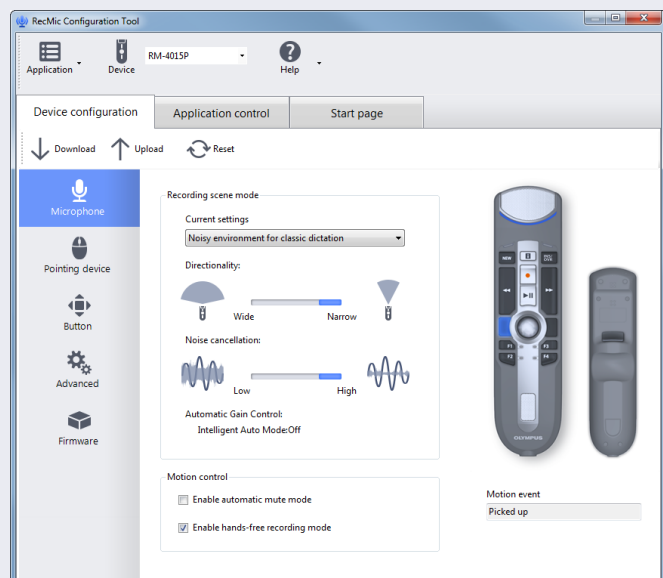 RecMic Configuration Tool
Application
Device
RM-4015P
Help
Device configuration
Application control
Start page
Download
Upload
Reset
Microphone
Pointing device
Button
Advanced
Firmware
Recording scene mode
Current settings
Noisy environment for classic dictation
Directionality:
Wide
Narrow
Noise cancellation:
Low
High
Automatic Gain Control:
Intelligent Auto Mode:Off
Motion control
Enable automatic mute mode
Enable hands-free recording mode
NEW
INS/
OVR
F1
F3
F2
F4
OLYMPUS
Motion event
Picked up